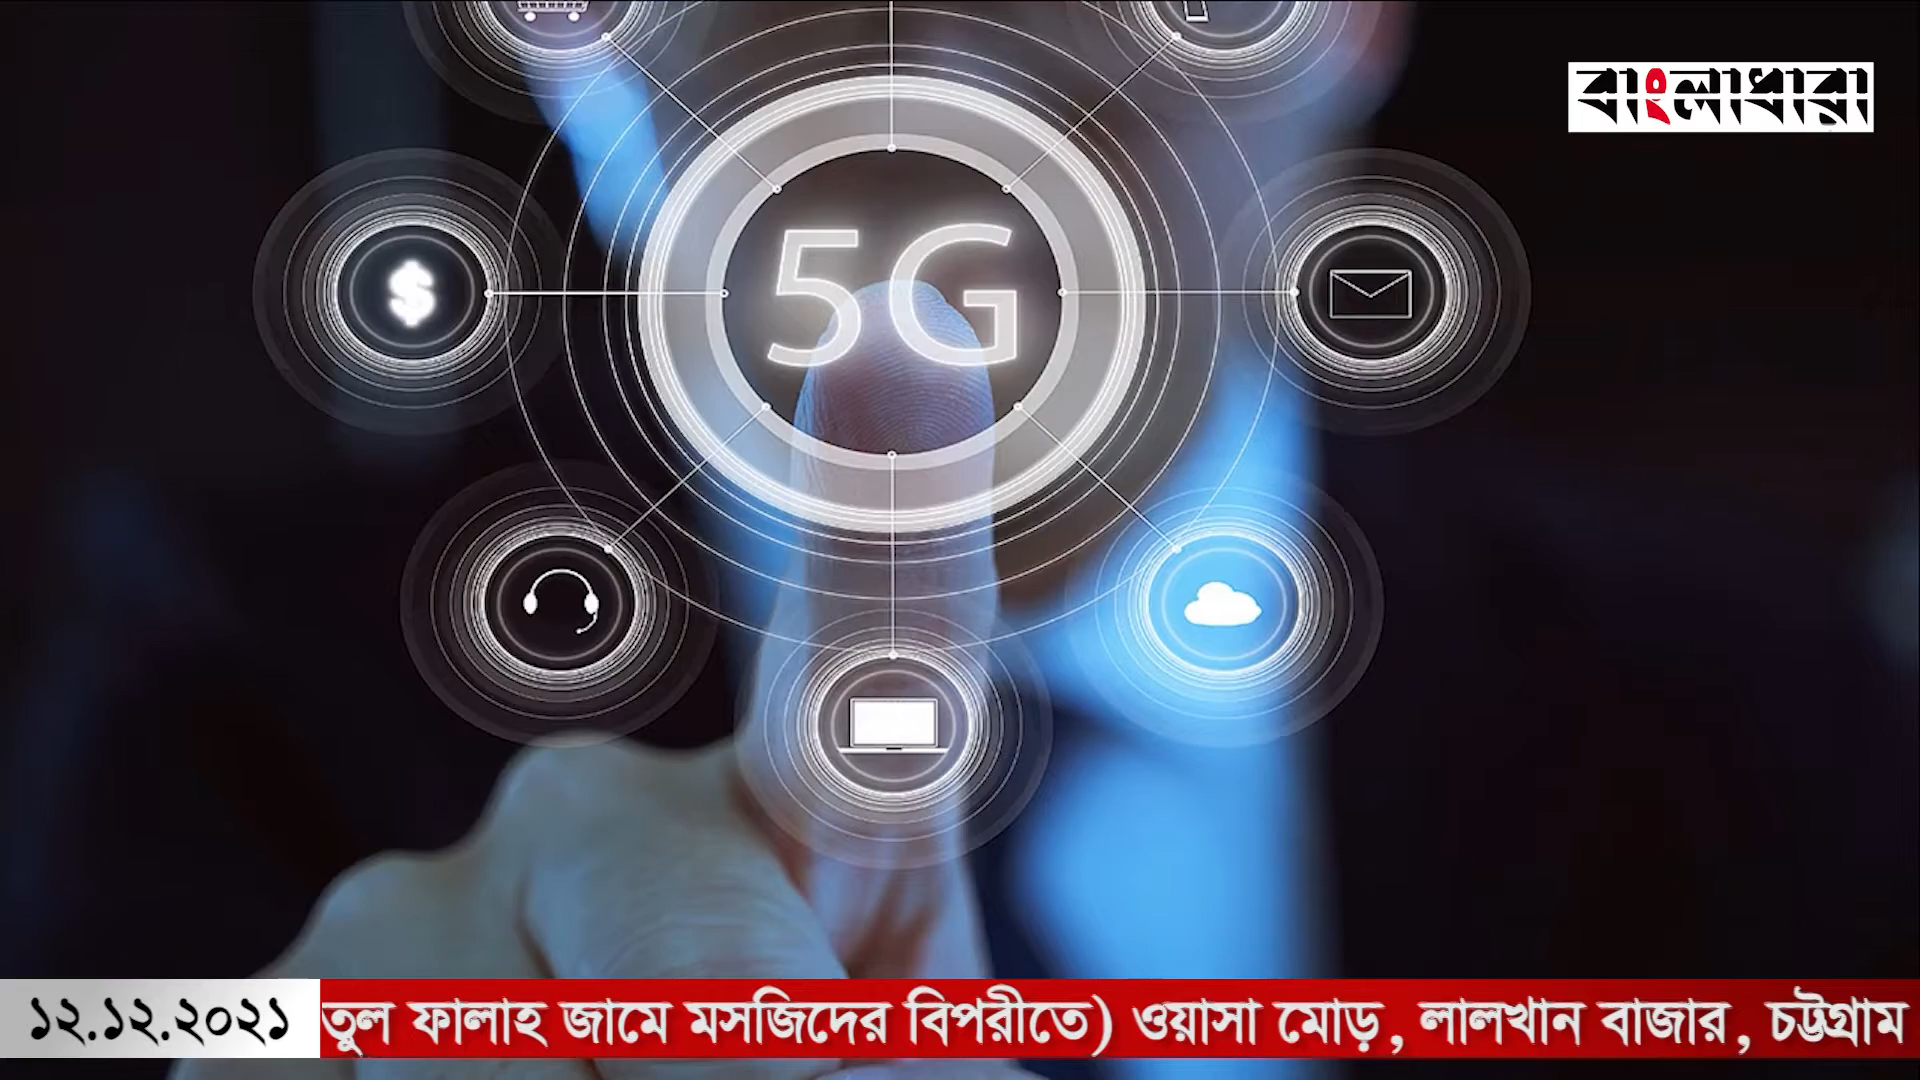 বাংলাধারা
5G
১২.১২.২০২১
তুল ফালাহ জামে মসজিদের বিপরীতে) ওয়াসা মোড়, লালখান বাজার, চট্টগ্রাম